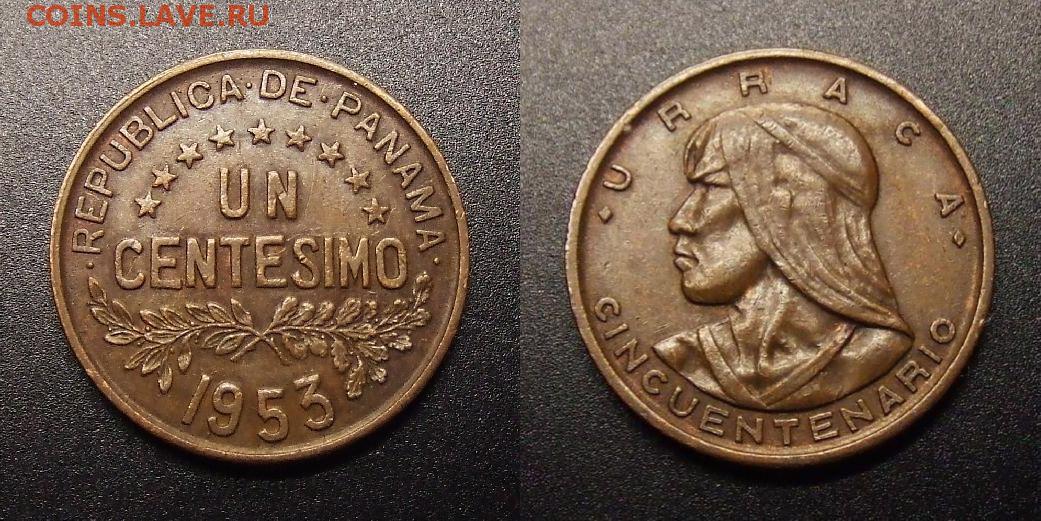 COINS.LAVE.RU
·REPUBLICA·DE·PANAMA·
UN
CENTESIMO
1953
URRACA
CINCUENTENARIO